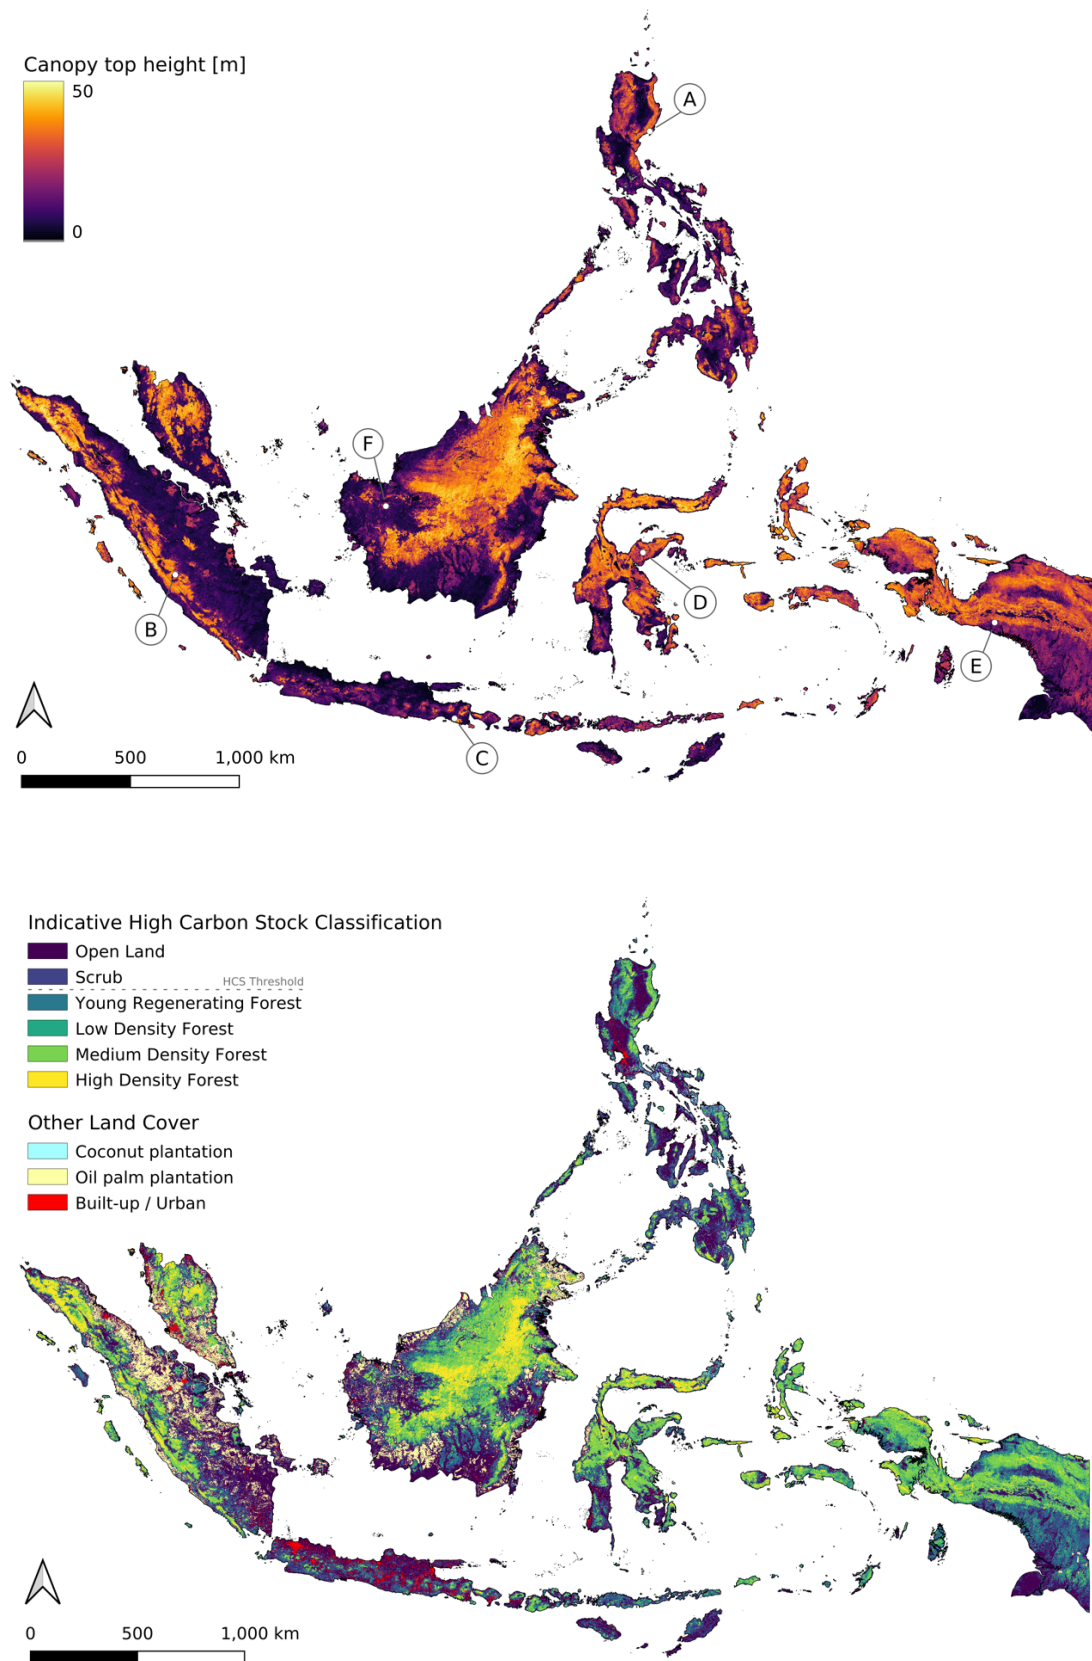 Canopy top height [m]
50
0
A
F
B
D
E
C
0 500 1,000 km
Indicative High Carbon Stock Classification
Open Land
Scrub
HCS Threshold
Young Regenerating Forest
Low Density Forest
Medium Density Forest
High Density Forest
Other Land Cover
Coconut plantation
Oil palm plantation
Built-up / Urban
0 500 1,000 km